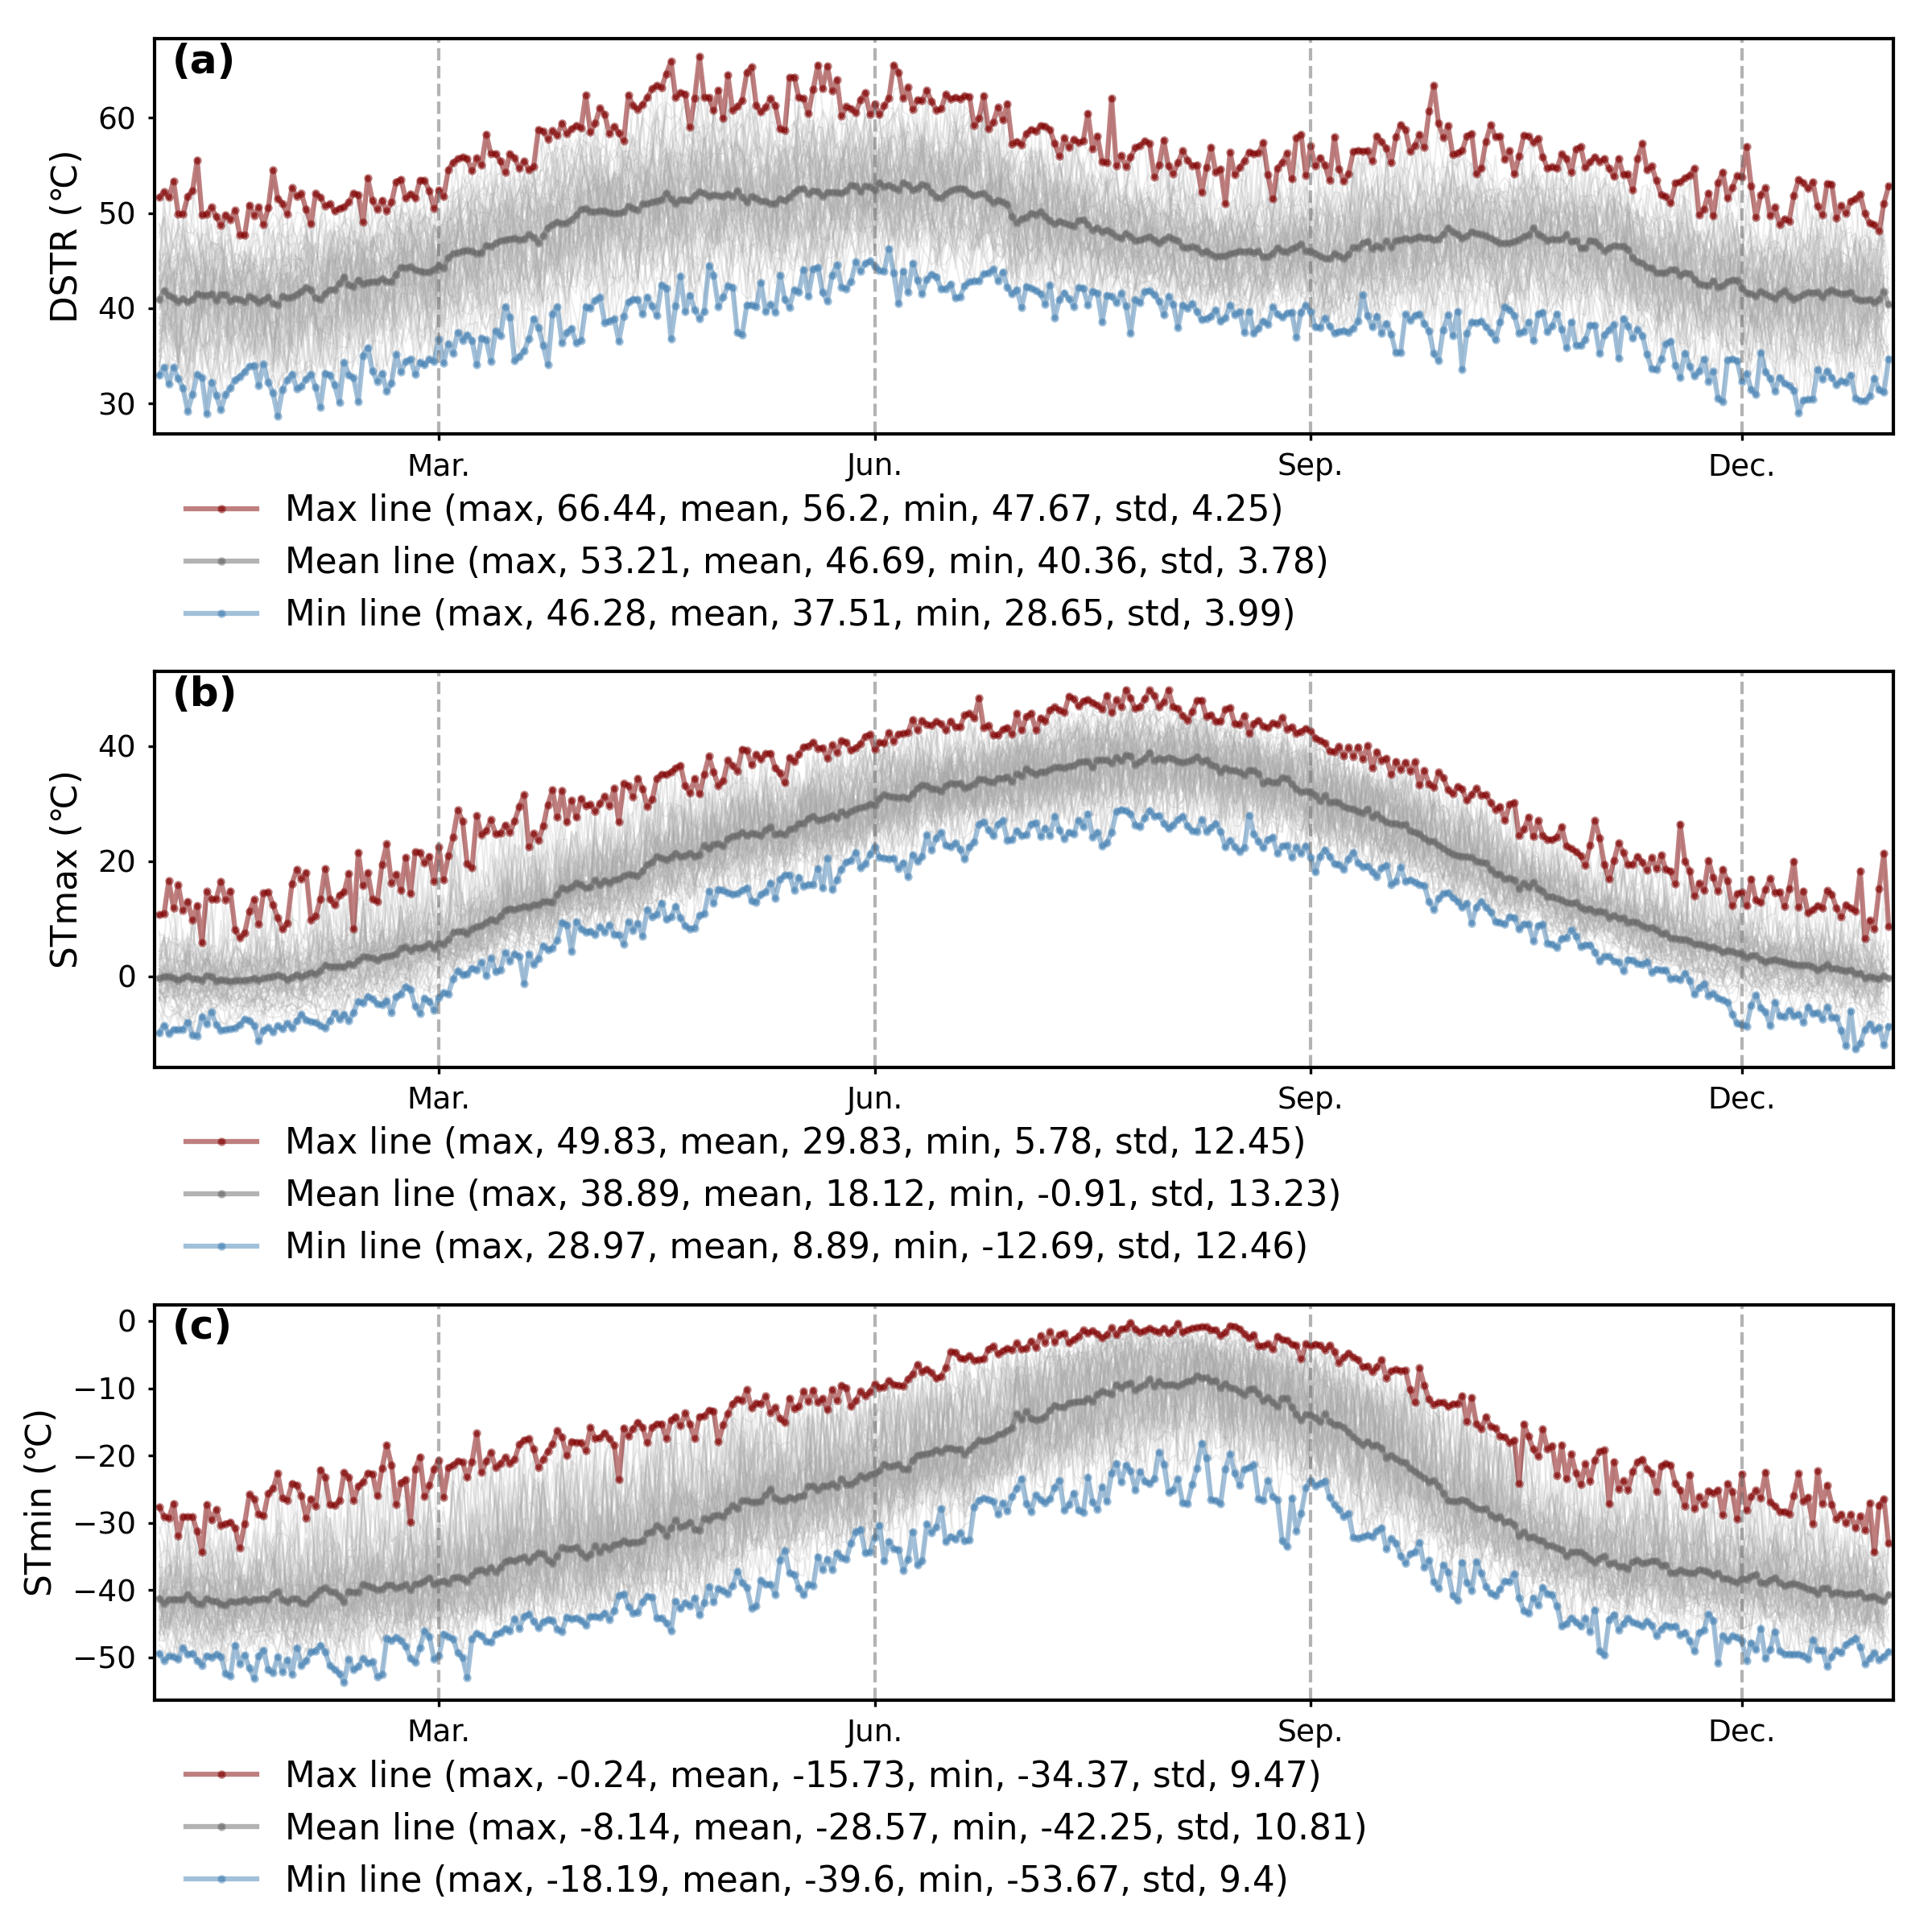 (a)
DSTR (℃)
60
50
40
30
Mar. Jun. Sep. Dec.
Max line (max, 66.44, mean, 56.2, min, 47.67, std, 4.25)
Mean line (max, 53.21, mean, 46.69, min, 40.36, std, 3.78)
Min line (max, 46.28, mean, 37.51, min, 28.65, std, 3.99)
(b)
STmax (℃)
40
20
0
Mar. Jun. Sep. Dec.
Max line (max, 49.83, mean, 29.83, min, 5.78, std, 12.45)
Mean line (max, 38.89, mean, 18.12, min, -0.91, std, 13.23)
Min line (max, 28.97, mean, 8.89, min, -12.69, std, 12.46)
(c)
STmin (℃)
0
−10
−20
−30
−40
−50
Mar. Jun. Sep. Dec.
Max line (max, -0.24, mean, -15.73, min, -34.37, std, 9.47)
Mean line (max, -8.14, mean, -28.57, min, -42.25, std, 10.81)
Min line (max, -18.19, mean, -39.6, min, -53.67, std, 9.4)